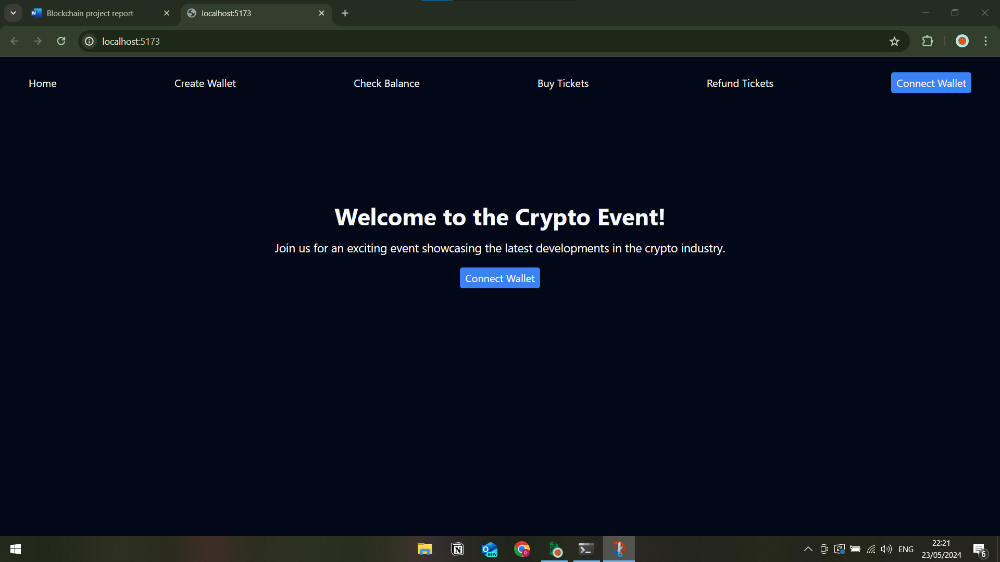 Blockchain project report
localhost:5173
localhost:5173
Home
Create Wallet
Check Balance
Buy Tickets
Refund Tickets
Connect Wallet
Welcome to the Crypto Event!
Join us for an exciting event showcasing the latest developments in the crypto industry.
Connect Wallet
NEW
D
ENG
22:21
23/05/2024
6